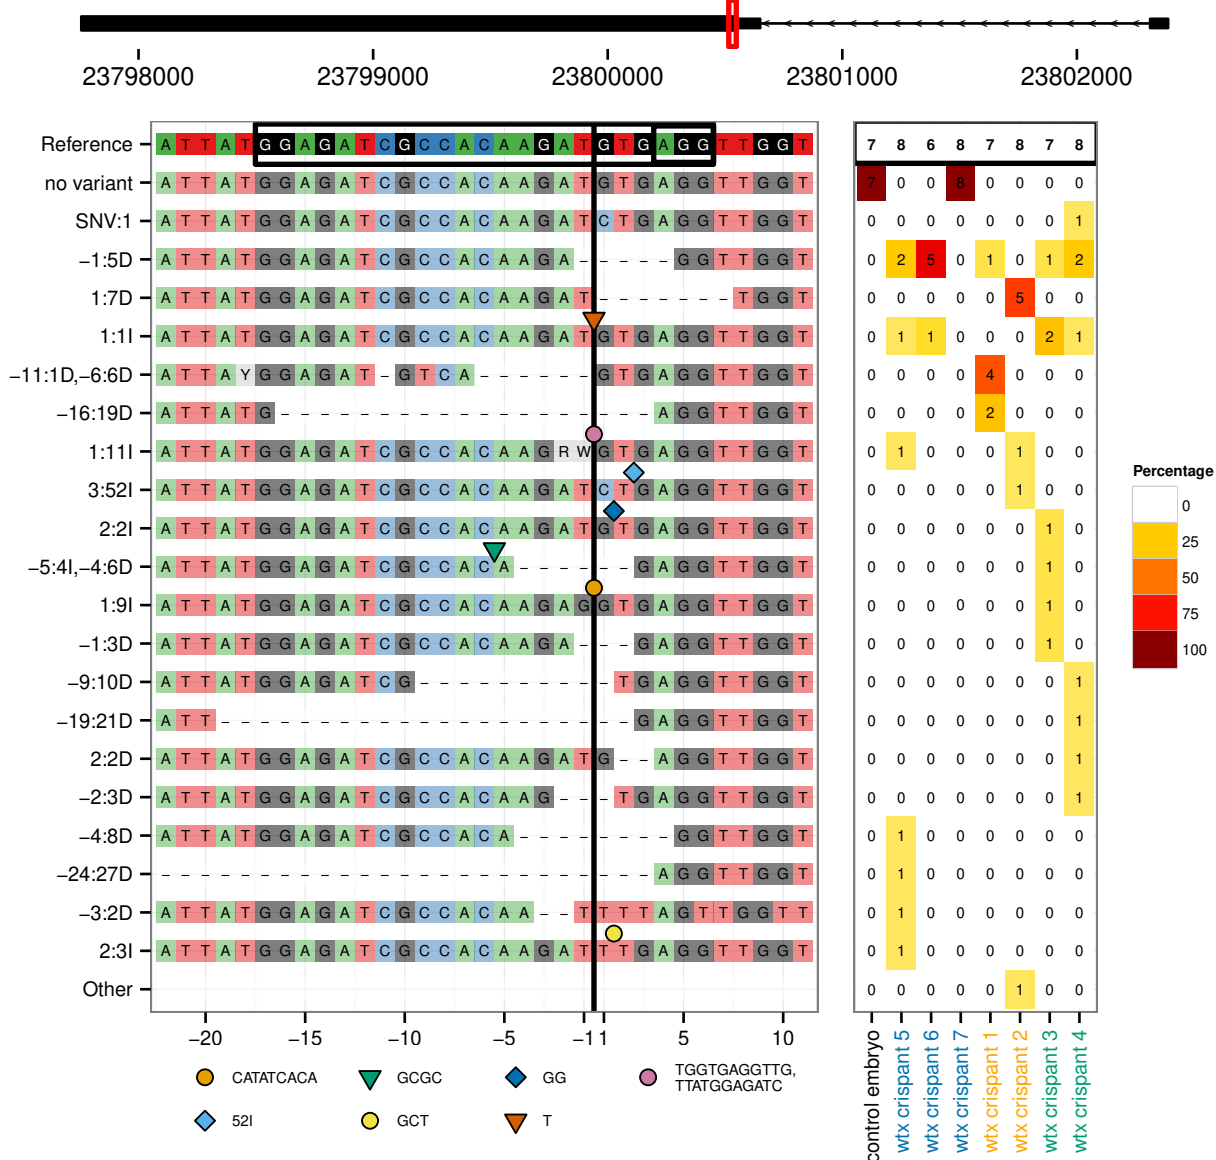 23798000 23799000 23800000 23801000 23802000
Reference A T T A T G G A G A T C G C C A C A A G A T G T G A G G T T G G T 7 8 6 8 7 8 7 8
no variant A T T A T G G A G A T C G C C A C A A G A T G T G A G G T T G G T 7 0 0 8 0 0 0 0
SNV:1 A T T A T G G A G A T C G C C A C A A G A T C T G A G G T T G G T 0 0 0 0 0 0 0 1
−1:5D A T T A T G G A G A T C G C C A C A A G A - - - - - G G T T G G T 0 2 5 0 1 0 1 2
1:7D A T T A T G G A G A T C G C C A C A A G A T - - - - - - - T G G T 0 0 0 0 0 5 0 0
1:1I A T T A T G G A G A T C G C C A C A A G A T G T G A G G T T G G T 0 1 1 0 0 0 2 1
−11:1D,−6:6D A T T A Y G G A G A T - G T C A - - - - - - G T G A G G T T G G T 0 0 0 0 4 0 0 0
−16:19D A T T A T G - - - - - - - - - - - - - - - - - - - A G G T T G G T 0 0 0 0 2 0 0 0
1:11I A T T A T G G A G A T C G C C A C A A G R W G T G A G G T T G G T 0 1 0 0 0 1 0 0
3:52I A T T A T G G A G A T C G C C A C A A G A T C T G A G G T T G G T 0 0 0 0 0 1 0 0
2:2I A T T A T G G A G A T C G C C A C A A G A T G T G A G G T T G G T 0 0 0 0 0 0 1 0
−5:4I,−4:6D A T T A T G G A G A T C G C C A C A - - - - - - G A G G T T G G T 0 0 0 0 0 0 1 0
1:9I A T T A T G G A G A T C G C C A C A A G A G G T G A G G T T G G T 0 0 0 0 0 0 1 0
−1:3D A T T A T G G A G A T C G C C A C A A G A - - - G A G G T T G G T 0 0 0 0 0 0 1 0
−9:10D A T T A T G G A G A T C G - - - - - - - - - - T G A G G T T G G T 0 0 0 0 0 0 0 1
−19:21D A T T - - - - - - - - - - - - - - - - - - - - - G A G G T T G G T 0 0 0 0 0 0 0 1
2:2D A T T A T G G A G A T C G C C A C A A G A T G - - A G G T T G G T 0 0 0 0 0 0 0 1
−2:3D A T T A T G G A G A T C G C C A C A A G - - - T G A G G T T G G T 0 0 0 0 0 0 0 1
−4:8D A T T A T G G A G A T C G C C A C A - - - - - - - - G G T T G G T 0 1 0 0 0 0 0 0
−24:27D - - - - - - - - - - - - - - - - - - - - - - - - - A G G T T G G T 0 1 0 0 0 0 0 0
−3:2D A T T A T G G A G A T C G C C A C A A - - T T T T A G T T G G T T 0 1 0 0 0 0 0 0
2:3I A T T A T G G A G A T C G C C A C A A G A T T T G A G G T T G G T 0 1 0 0 0 0 0 0
Other 0 0 0 0 0 1 0 0
−20 −15 −10 −5 −1 1 5 10
control embryo
wtx crispant 5
wtx crispant 6
wtx crispant 7
wtx crispant 1
wtx crispant 2
wtx crispant 3
wtx crispant 4
CATATCACA GCGC GG TGGTGAGGTTG,
TTATGGAGATC
52I GCT T
Percentage
0
25
50
75
100